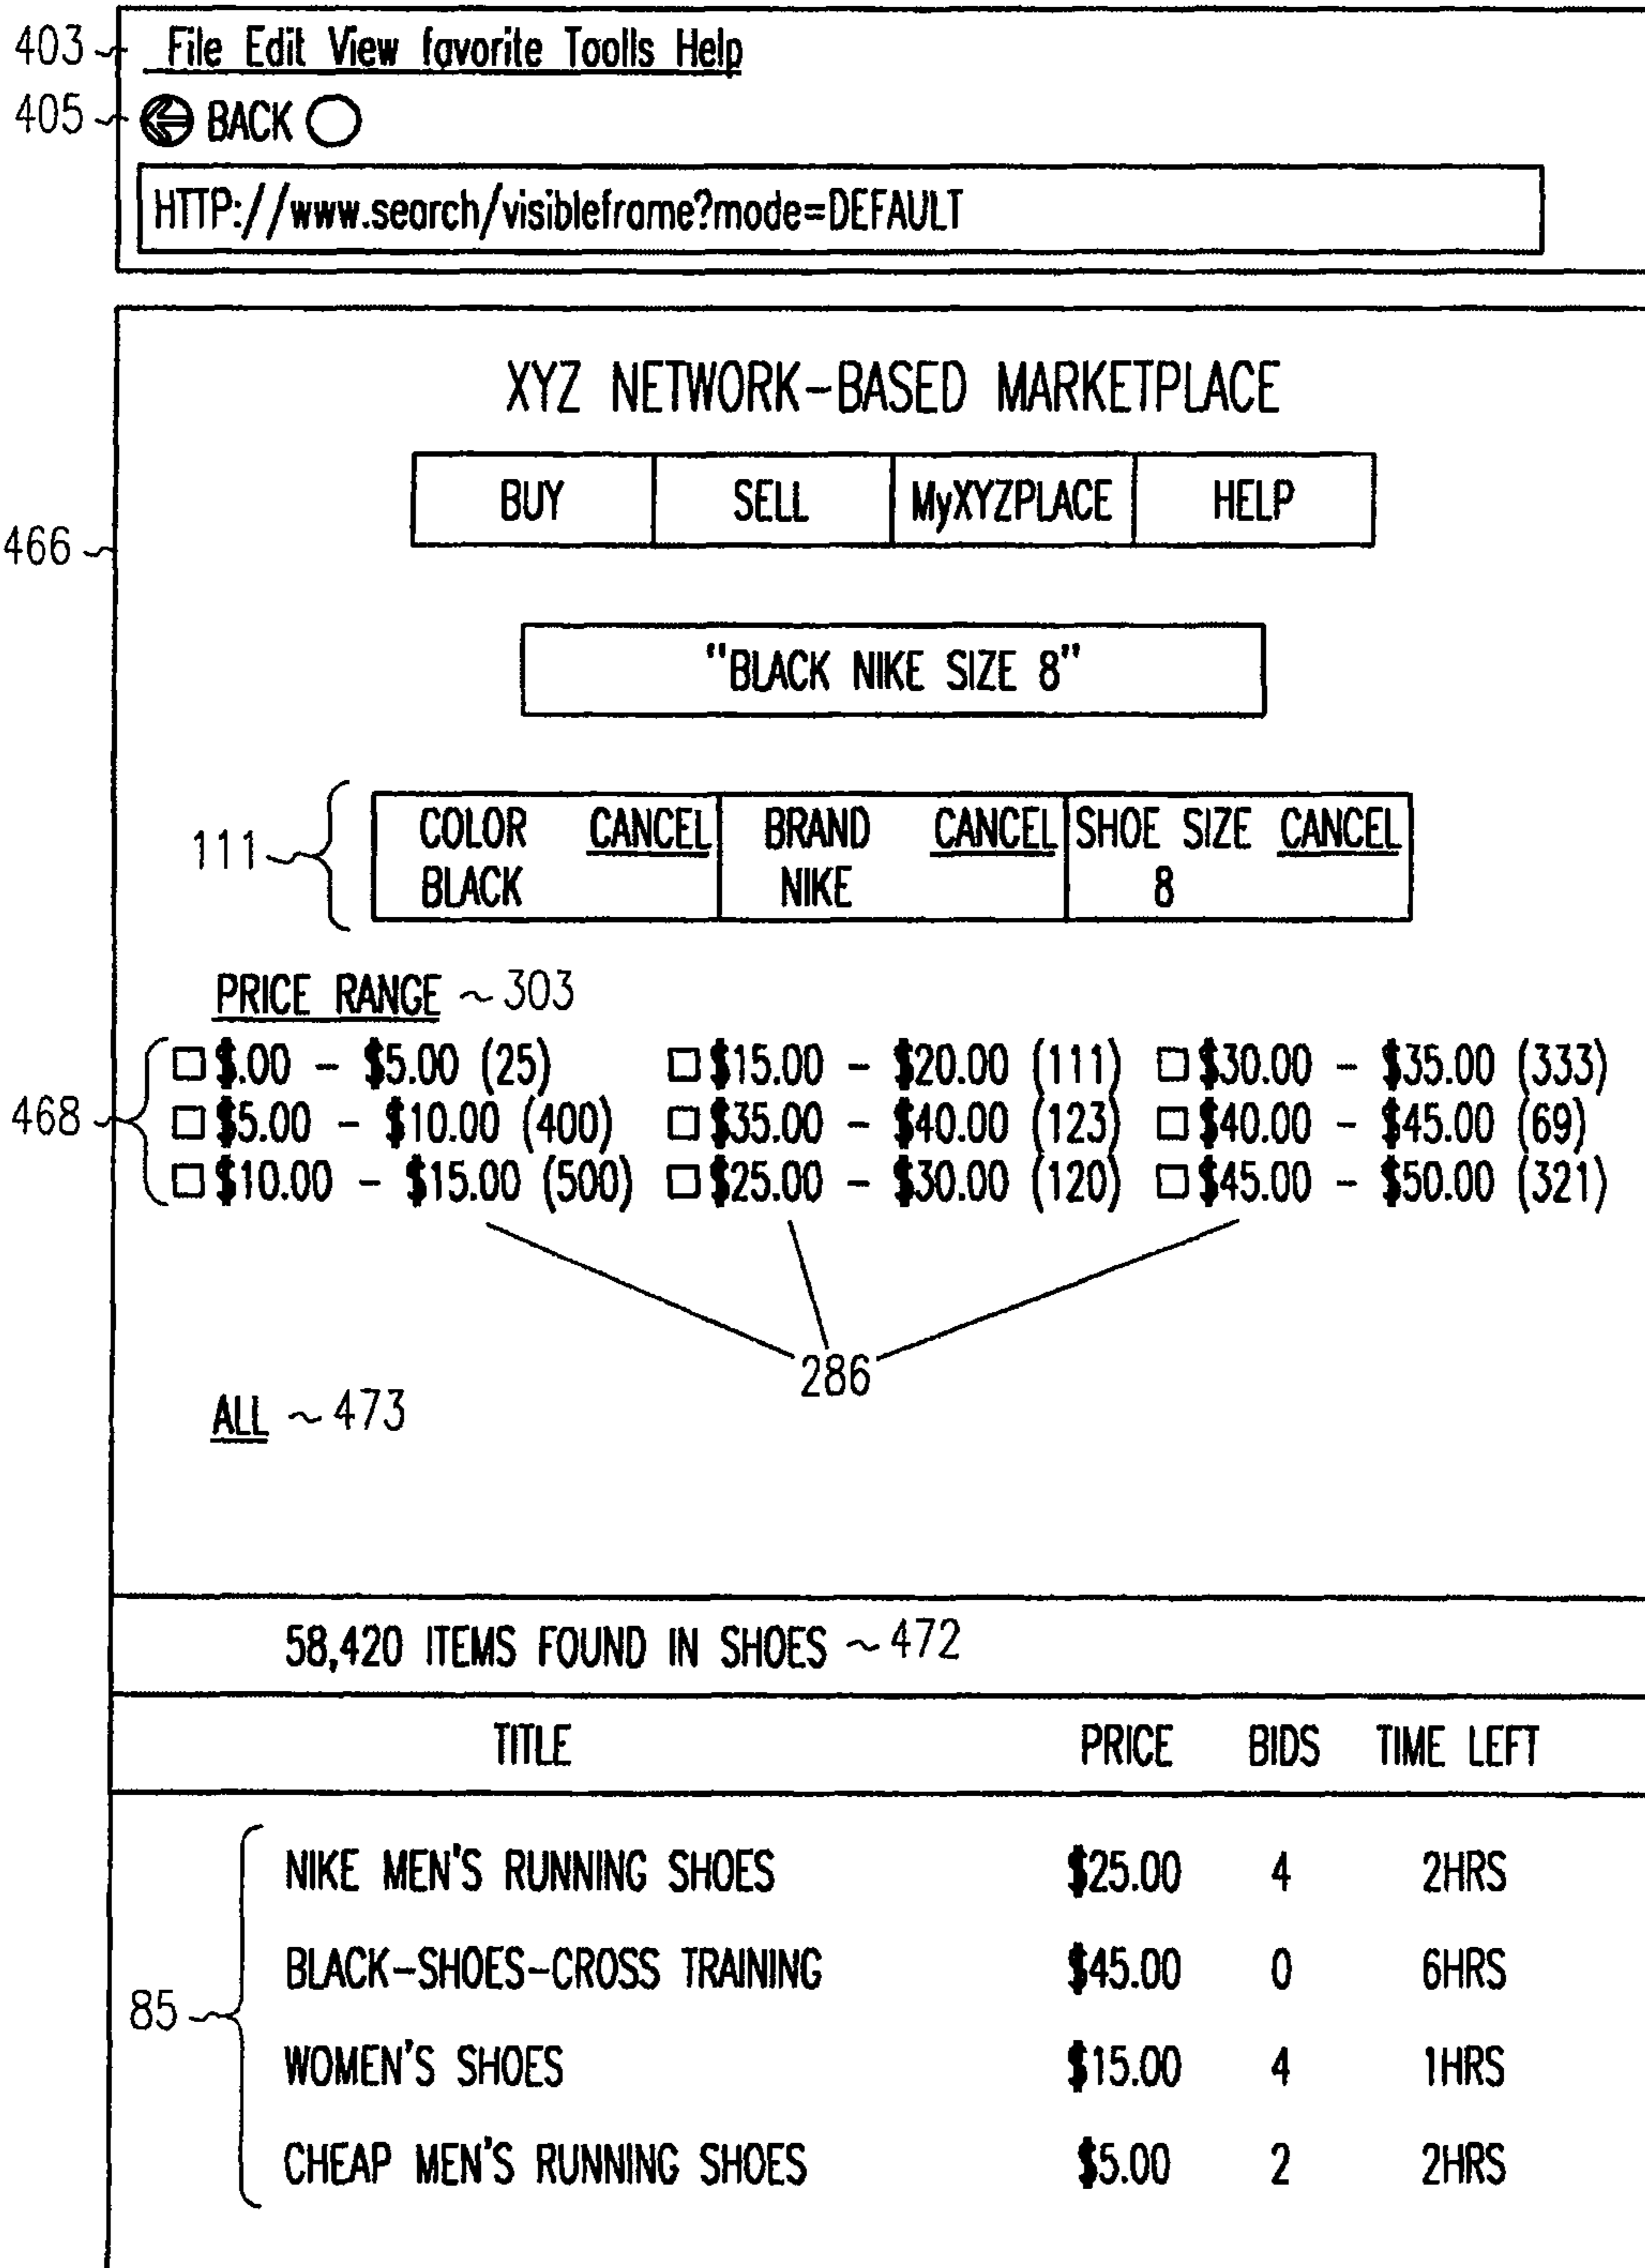 403 File Edit View favorite Toolls Help
405 BACK
HTTP://www.search/visibleframe?mode=DEFAULT
XYZ NETWORK-BASED MARKETPLACE
BUY SELL MyXYZPLACE HELP
466
"BLACK NIKE SIZE 8"
111
COLOR CANCEL BRAND CANCEL SHOE SIZE CANCEL
BLACK NIKE 8
PRICE RANGE ~ 303
468
$.00 - $5.00 (25) $15.00 - $20.00 (111) $30.00 - $35.00 (333)
$5.00 - $10.00 (400) $35.00 - $40.00 (123) $40.00 - $45.00 (69)
$10.00 - $15.00 (500) $25.00 - $30.00 (120) $45.00 - $50.00 (321)
286
ALL ~ 473
58,420 ITEMS FOUND IN SHOES ~ 472
TITLE PRICE BIDS TIME LEFT
85
NIKE MEN'S RUNNING SHOES $25.00 4 2HRS
BLACK-SHOES-CROSS TRAINING $45.00 0 6HRS
WOMEN'S SHOES $15.00 4 1HRS
CHEAP MEN'S RUNNING SHOES $5.00 2 2HRS